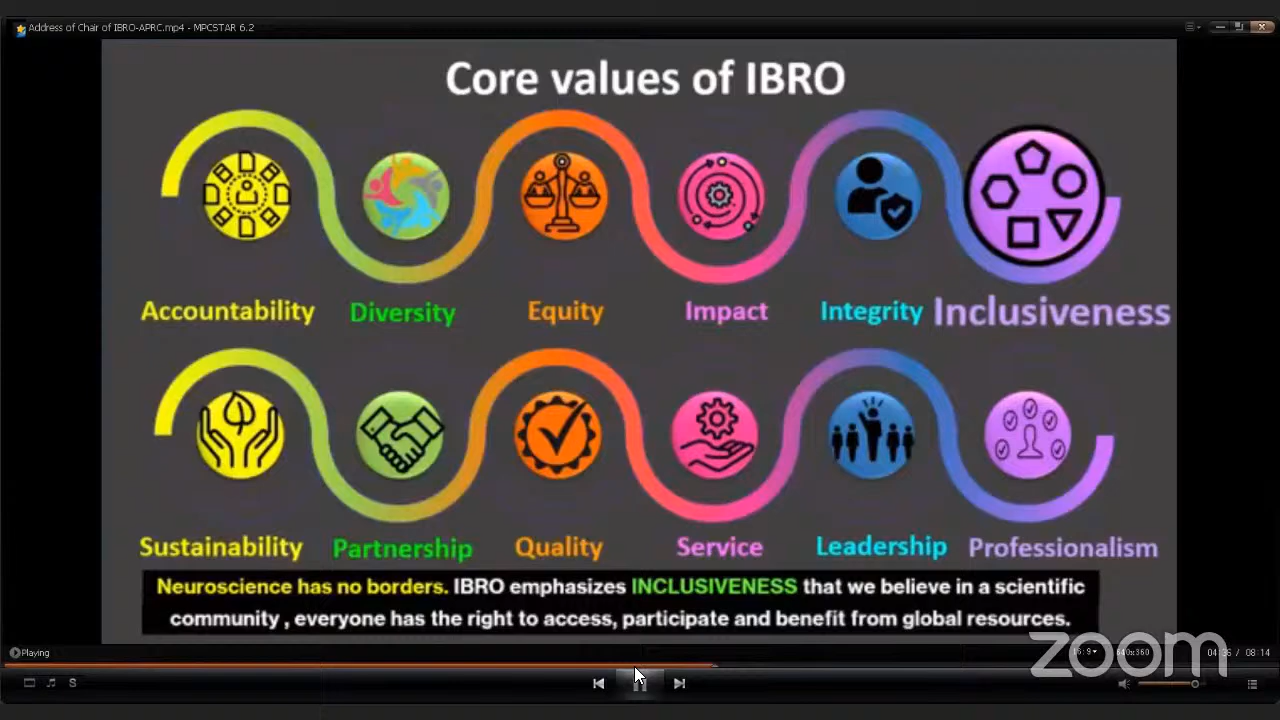 Address of Chair of IBRO-APRC.mp4 - MPCSTAR 6.2
Core values of IBRO
Accountability Diversity Equity Impact Integrity Inclusiveness
Sustainability Partnership Quality Service Leadership Professionalism
Neuroscience has no borders. IBRO emphasizes INCLUSIVENESS that we believe in a scientific
community , everyone has the right to access, participate and benefit from global resources.
zoom
Playing
16:9 640x360 04:36 / 08:14
S